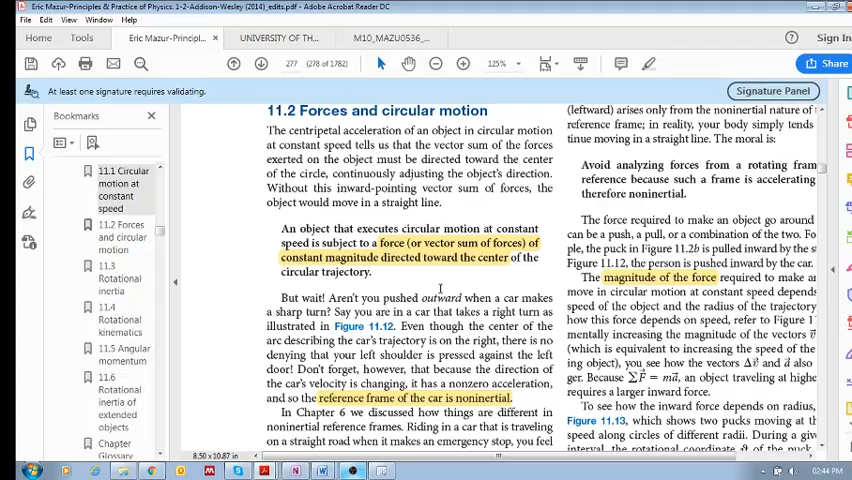 Eric Mazur-Principles & Practice of Physics. 1-2-Addison-Wesley (2014)_edits.pdf - Adobe Acrobat Reader DC
File Edit View Window Help
Home Tools Eric Mazur-Principl... × UNIVERSITY OF TH... M10_MAZU0536_... Sign In
277 (278 of 1782) 125% Share
At least one signature requires validating. Signature Panel
Bookmarks
11.1 Circular
motion at
constant
speed
11.2 Forces
and circular
motion
11.3
Rotational
inertia
11.4
Rotational
kinematics
11.5 Angular
momentum
11.6
Rotational
inertia of
extended
objects
Chapter
Glossary
11.2 Forces and circular motion
The centripetal acceleration of an object in circular motion
at constant speed tells us that the vector sum of the forces
exerted on the object must be directed toward the center
of the circle, continuously adjusting the object's direction.
Without this inward-pointing vector sum of forces, the
object would move in a straight line.
An object that executes circular motion at constant
speed is subject to a force (or vector sum of forces) of
constant magnitude directed toward the center of the
circular trajectory.
But wait! Aren't you pushed outward when a car makes
a sharp turn? Say you are in a car that takes a right turn as
illustrated in Figure 11.12. Even though the center of the
arc describing the car's trajectory is on the right, there is no
denying that your left shoulder is pressed against the left
door! Don't forget, however, that because the direction of
the car's velocity is changing, it has a nonzero acceleration,
and so the reference frame of the car is noninertial.
In Chapter 6 we discussed how things are different in
noninertial reference frames. Riding in a car that is traveling
on a straight road when it makes an emergency stop, you feel
(leftward) arises only from the noninertial nature of
reference frame; in reality, your body simply tends
tinue moving in a straight line. The moral is:
Avoid analyzing forces from a rotating fram
reference because such a frame is accelerating
therefore noninertial.
The force required to make an object go around
can be a push, a pull, or a combination of the two. Fo
ple, the puck in Figure 11.2b is pulled inward by the s
Figure 11.12, the person is pushed inward by the car.
The magnitude of the force required to make an
move in circular motion at constant speed depends
speed of the object and the radius of the trajectory
how this force depends on speed, refer to Figure 11
mentally increasing the magnitude of the vectors v⃗
(which is equivalent to increasing the speed of the
ing object), you see how the vectors Δv⃗ and a⃗ also
ger. Because ΣF⃗ = ma⃗, an object traveling at highe
requires a larger inward force.
To see how the inward force depends on radius,
Figure 11.13, which shows two pucks moving at th
speed along circles of different radii. During a giv
interval, the rotational coordinate ϑ of the puck
8.50 x 10.87 in
02:44 PM